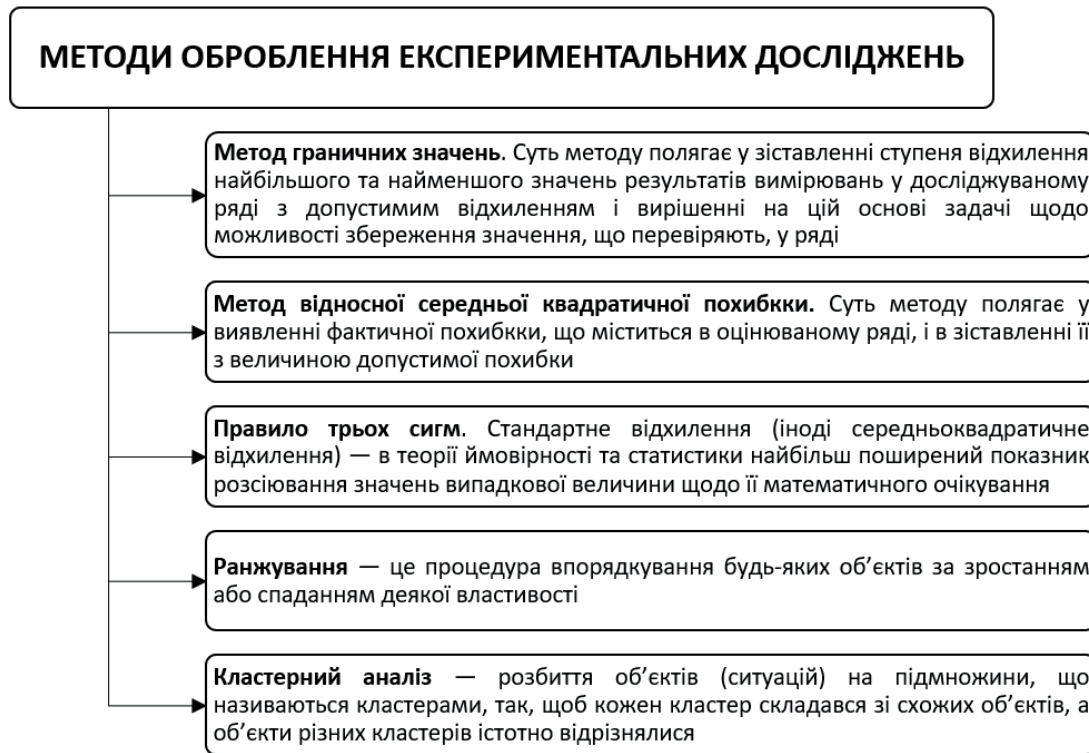 МЕТОДИ ОБРОБЛЕННЯ ЕКСПЕРИМЕНТАЛЬНИХ ДОСЛІДЖЕНЬ
Метод граничних значень. Суть методу полягає у зіставленні ступеня відхилення
найбільшого та найменшого значень результатів вимірювань у досліджуваному
ряді з допустимим відхиленням і вирішенні на цій основі задачі щодо
можливості збереження значення, що перевіряють, у ряді
Метод відносної середньої квадратичної похибкки. Суть методу полягає у
виявленні фактичної похибкки, що міститься в оцінюваному ряді, і в зіставленні її
з величиною допустимої похибки
Правило трьох сигм. Стандартне відхилення (іноді середньоквадратичне
відхилення) — в теорії ймовірності та статистики найбільш поширений показник
розсіювання значень випадкової величини щодо її математичного очікування
Ранжування — це процедура впорядкування будь-яких об’єктів за зростанням
або спаданням деякої властивості
Кластерний аналіз — розбиття об’єктів (ситуацій) на підмножини, що
називаються кластерами, так, щоб кожен кластер складався зі схожих об’єктів, а
об’єкти різних кластерів істотно відрізнялися